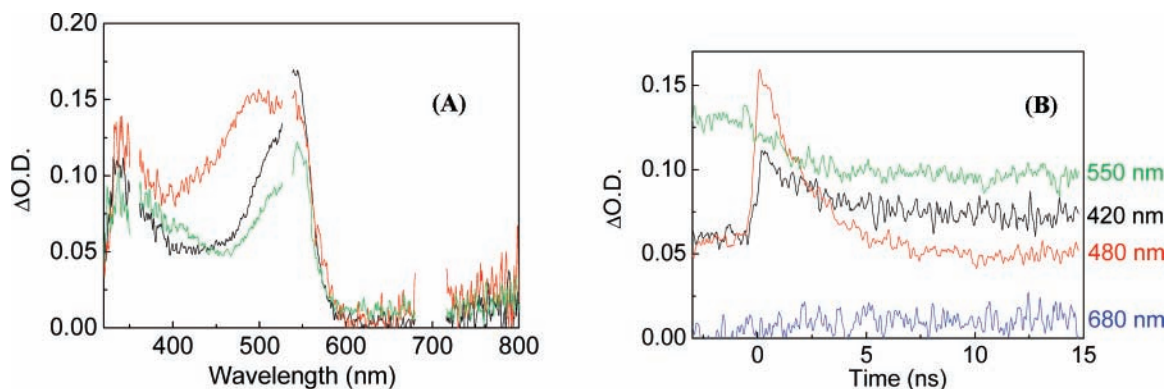 0.20
0.15
0.10
0.05
0.00
ΔO.D.
400 500 600 700 800
Wavelength (nm)
(A)
0.15
0.10
0.05
0.00
ΔO.D.
0 5 10 15
Time (ns)
(B)
550 nm
420 nm
480 nm
680 nm